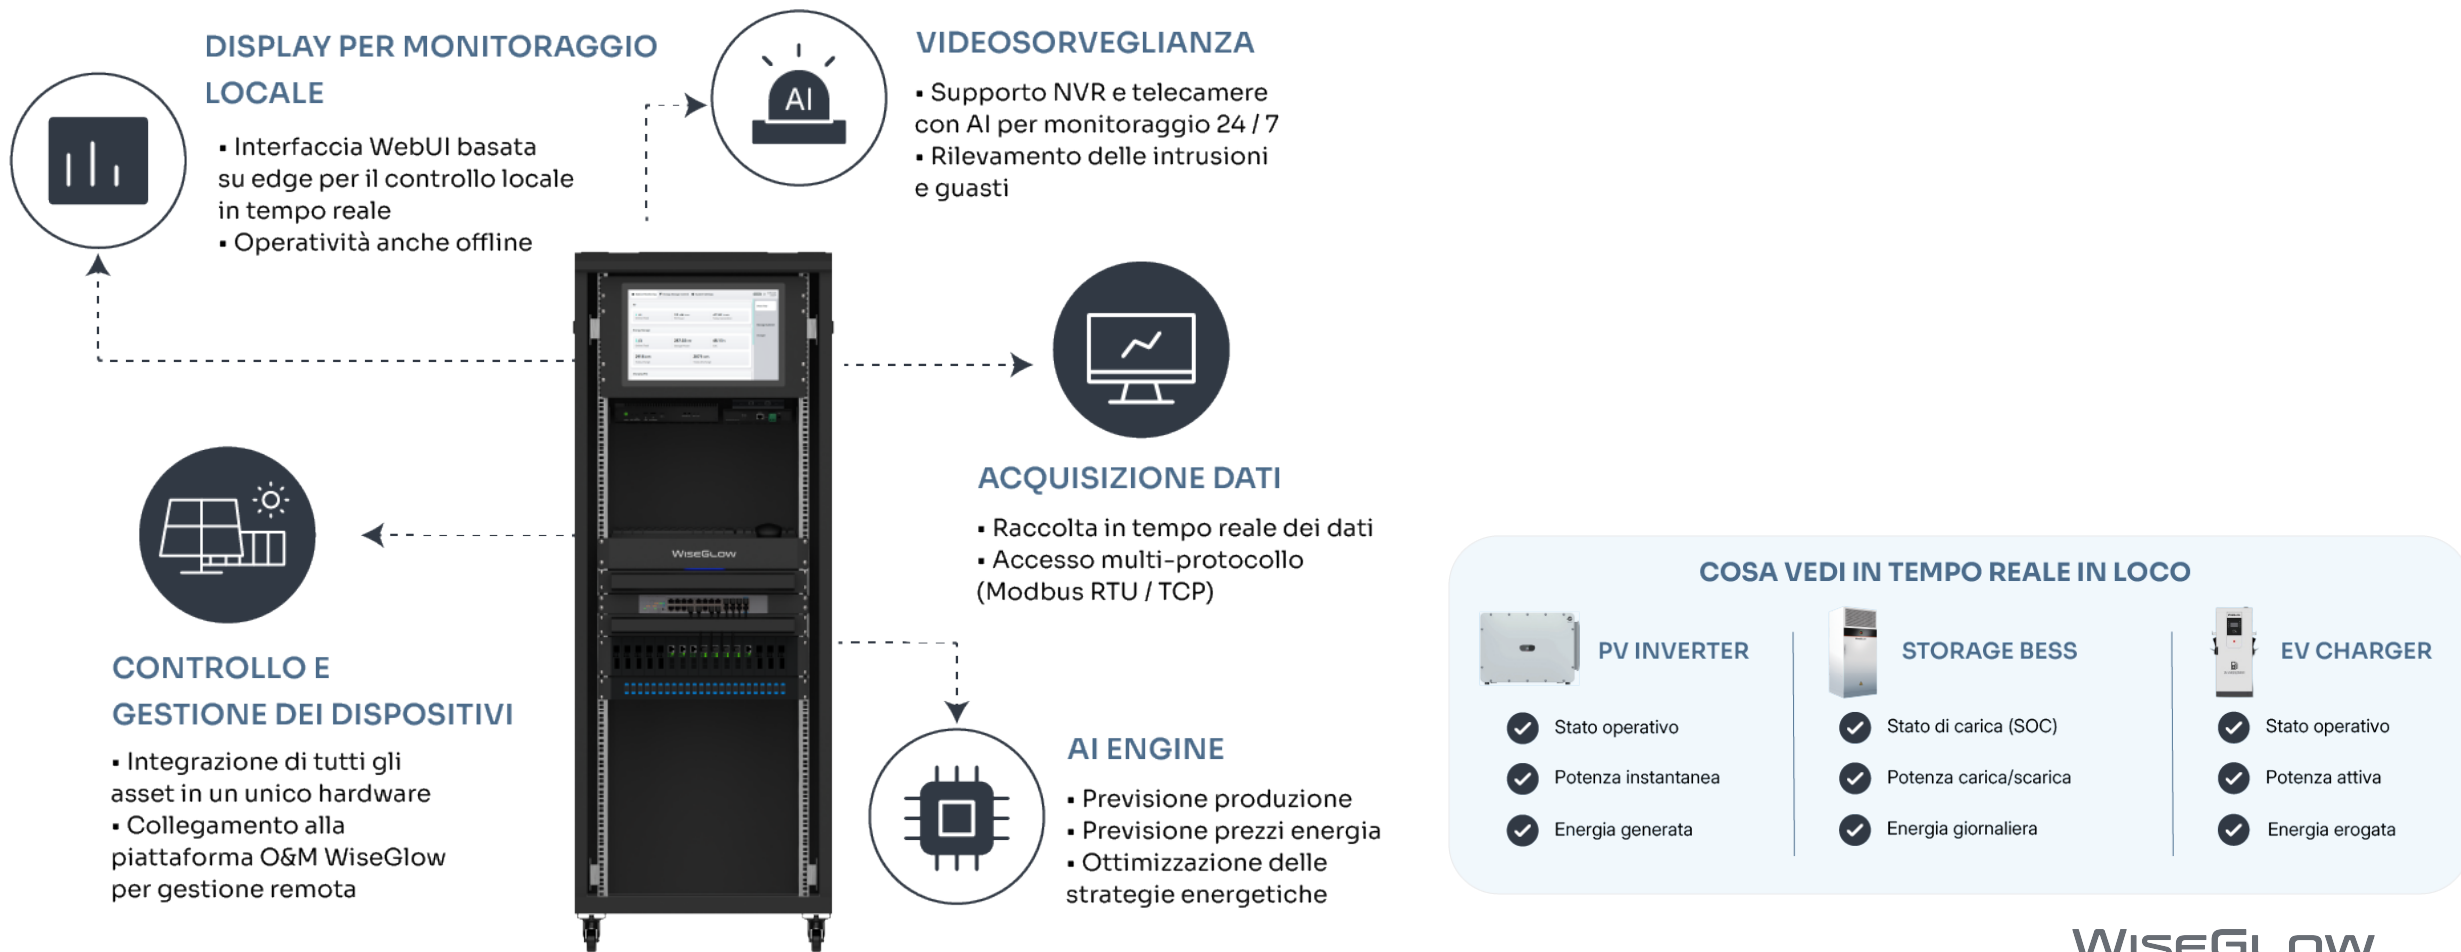 DISPLAY PER MONITORAGGIO
LOCALE
▪ Interfaccia WebUI basata
su edge per il controllo locale
in tempo reale
▪ Operatività anche offline
AI
VIDEOSORVEGLIANZA
▪ Supporto NVR e telecamere
con AI per monitoraggio 24 / 7
▪ Rilevamento delle intrusioni
e guasti
ACQUISIZIONE DATI
▪ Raccolta in tempo reale dei dati
▪ Accesso multi-protocollo
(Modbus RTU / TCP)
WISEGLOW
CONTROLLO E
GESTIONE DEI DISPOSITIVI
▪ Integrazione di tutti gli
asset in un unico hardware
▪ Collegamento alla
piattaforma O&M WiseGlow
per gestione remota
AI ENGINE
▪ Previsione produzione
▪ Previsione prezzi energia
▪ Ottimizzazione delle
strategie energetiche
COSA VEDI IN TEMPO REALE IN LOCO
PV INVERTER
Stato operativo
Potenza instantanea
Energia generata
STORAGE BESS
Stato di carica (SOC)
Potenza carica/scarica
Energia giornaliera
EV CHARGER
Stato operativo
Potenza attiva
Energia erogata
WISEGLOW